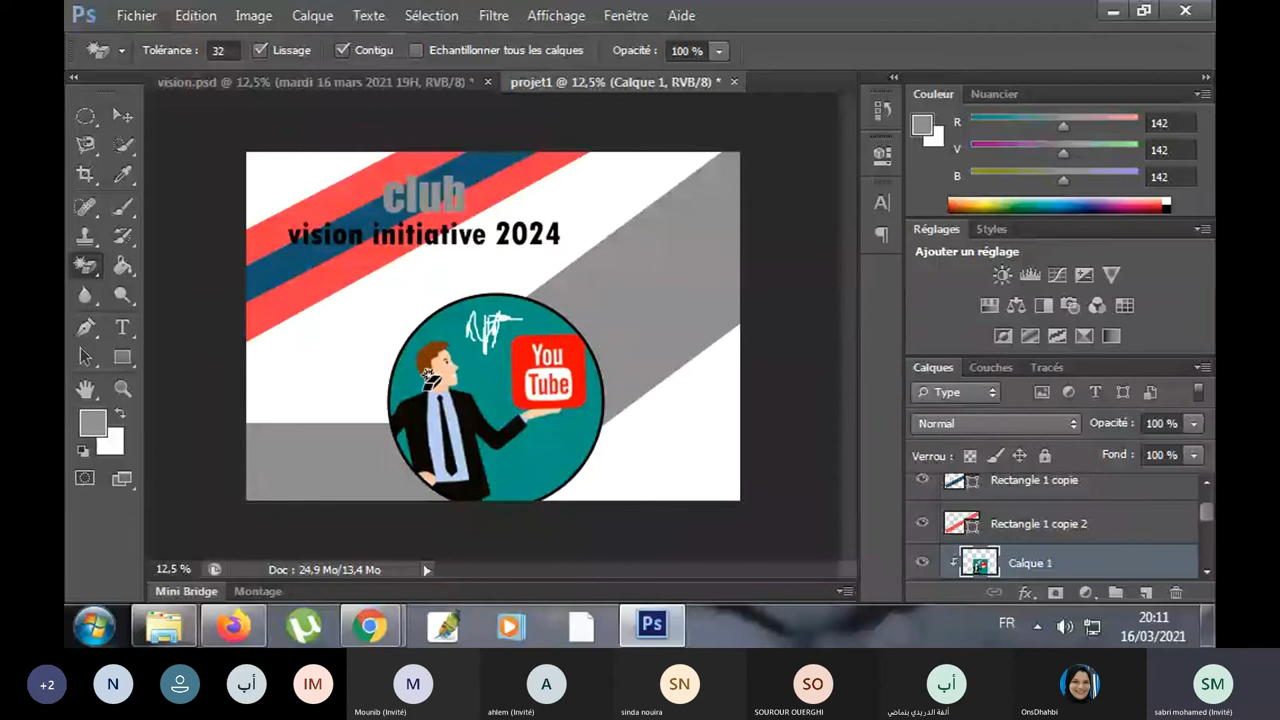 Ps Fichier Edition Image Calque Texte Sélection Filtre Affichage Fenêtre Aide
Tolérance : 32 Lissage Contigu Echantillonner tous les calques Opacité : 100 %
vision.psd @ 12,5% (mardi 16 mars 2021 19H, RVB/8) * × projet1 @ 12,5% (Calque 1, RVB/8) * ×
Couleur Nuancier
R 142
V 142
B 142
club
vision initiative 2024
You
Tube
Réglages Styles
Ajouter un réglage
Calques Couches Tracés
Type
Normal Opacité : 100 %
Verrou : Fond : 100 %
Rectangle 1 copie
Rectangle 1 copie 2
Calque 1
fx
12,5 % Doc : 24,9 Mo/13,4 Mo
Mini Bridge Montage
Ps
FR
20:11
16/03/2021
+2 N أب IM M A SN SO أب SM
Mounib (Invité) ahlem (Invité) sinda nouira SOUROUR OUERGHI ألفة الدريدي بنماضي OnsDhahbi sabri mohamed (Invité)